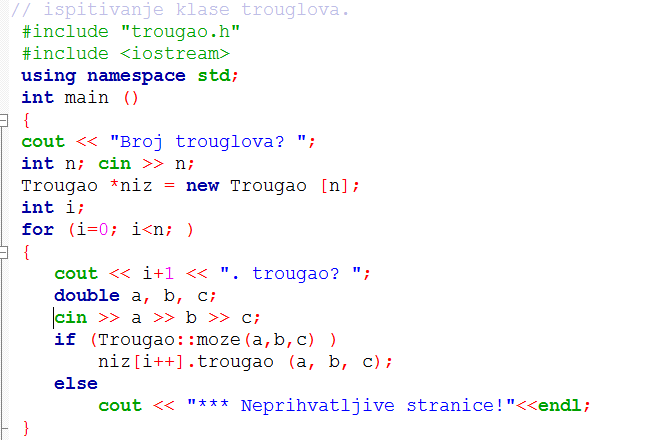 // ispitivanje klase trouglova.
#include "trougao.h"
#include <iostream>
using namespace std;
int main ()
{
cout << "Broj trouglova? ";
int n; cin >> n;
Trougao *niz = new Trougao [n];
int i;
for (i=0; i<n; )
{
cout << i+1 << ". trougao? ";
double a, b, c;
cin >> a >> b >> c;
if (Trougao::moze(a,b,c) )
niz[i++].trougao (a, b, c);
else
cout << "*** Neprihvatljive stranice!"<<endl;
}